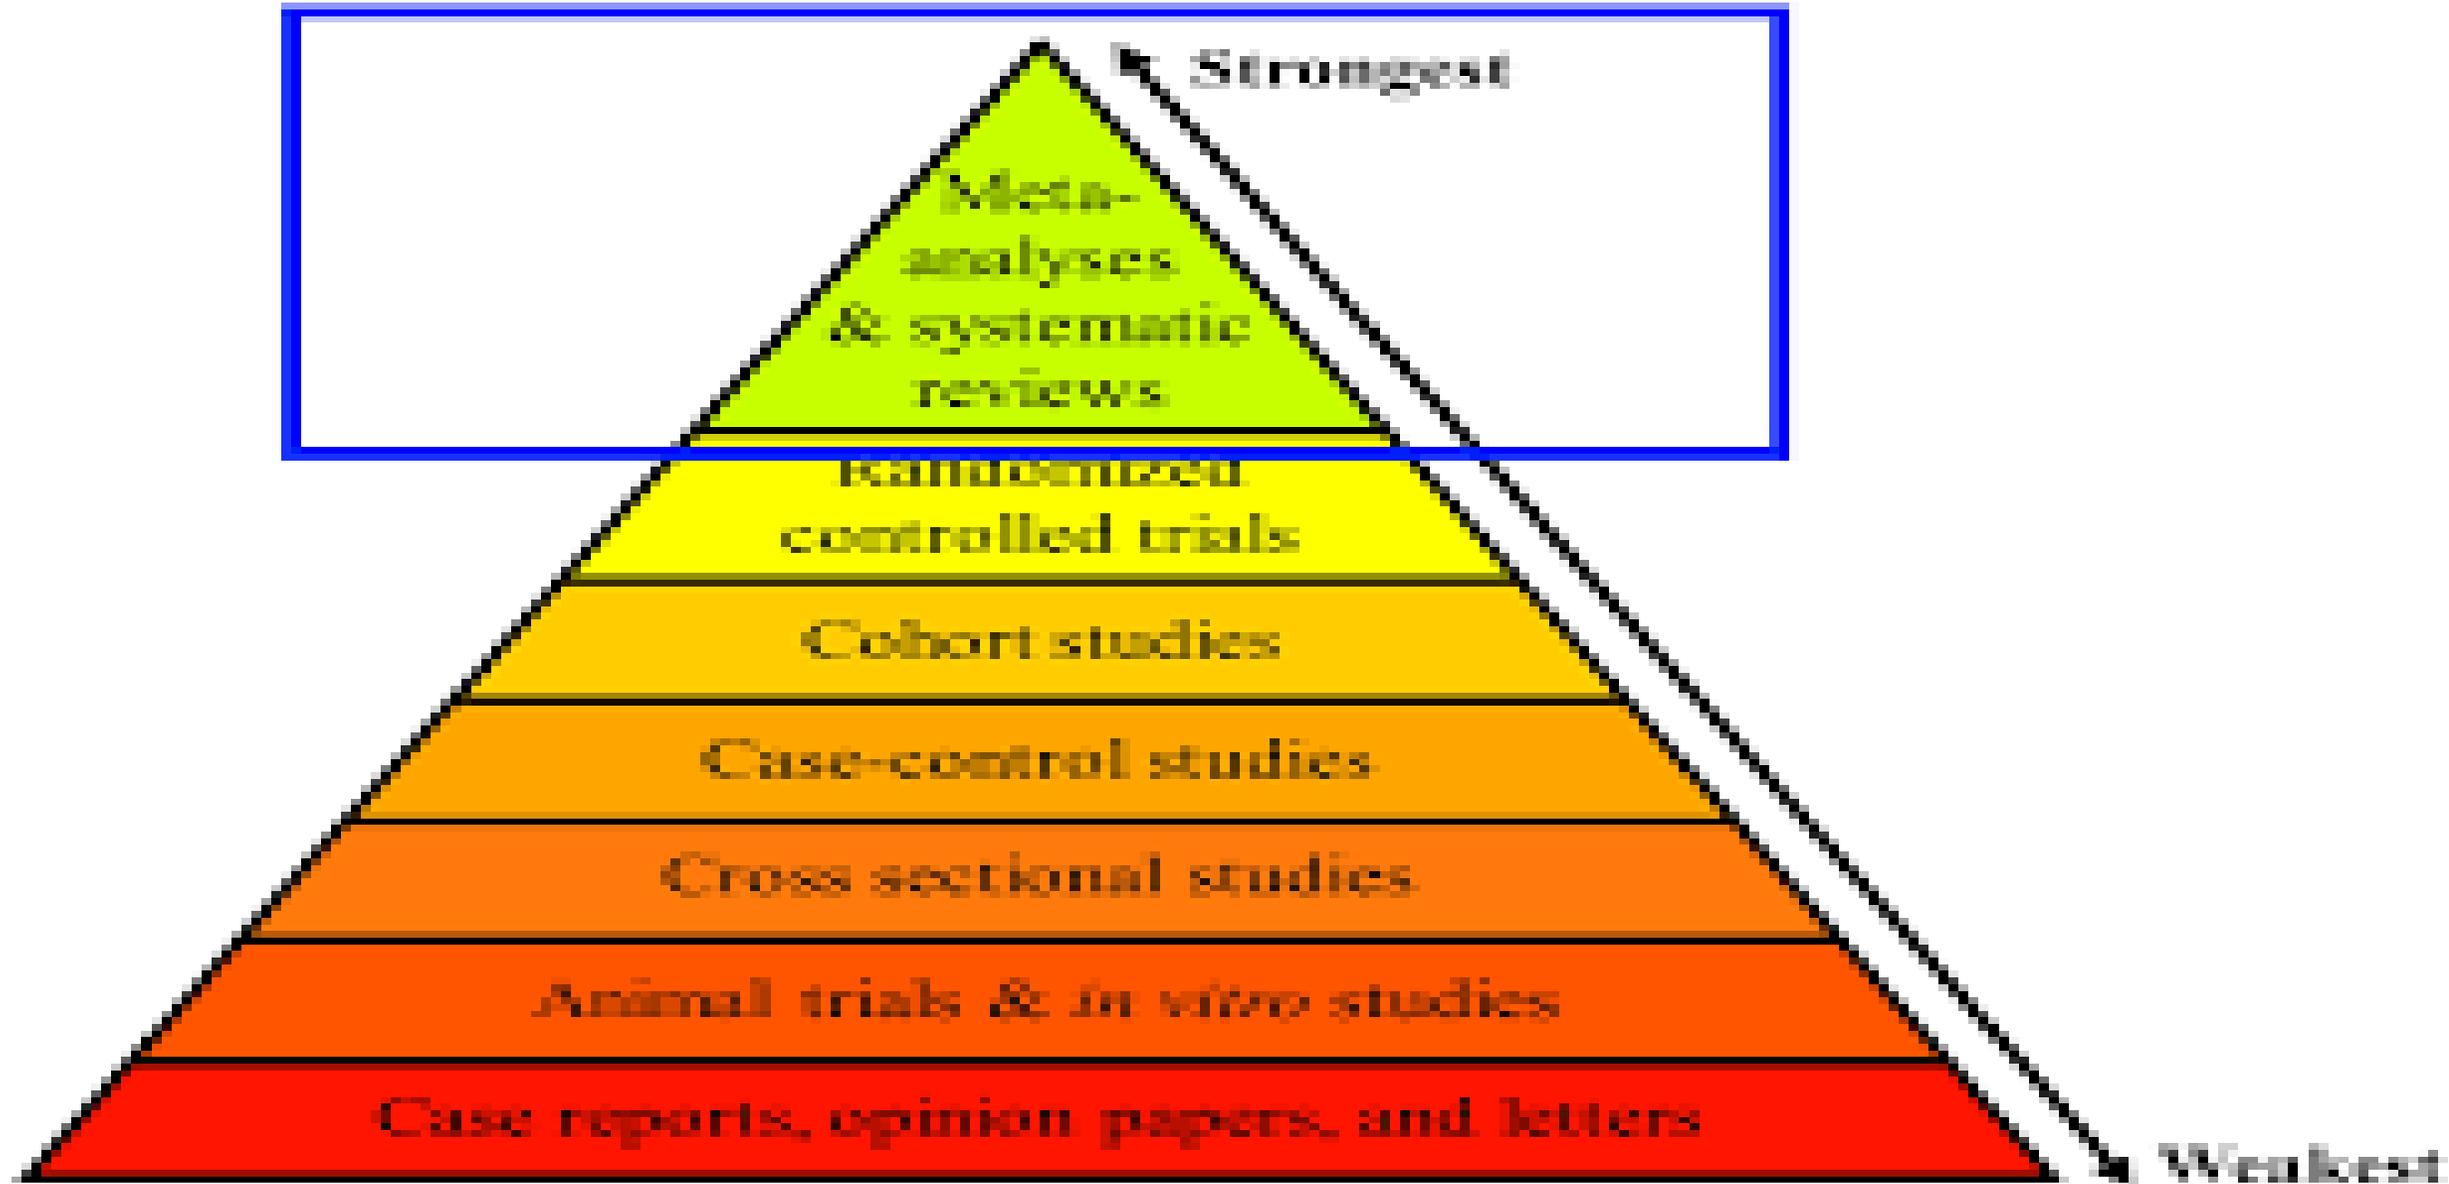 Strongest
Meta-
analyses
& systematic
reviews
Randomized
controlled trials
Cohort studies
Case-control studies
Cross sectional studies
Animal trials & in vitro studies
Case reports, opinion papers, and letters
Weakest